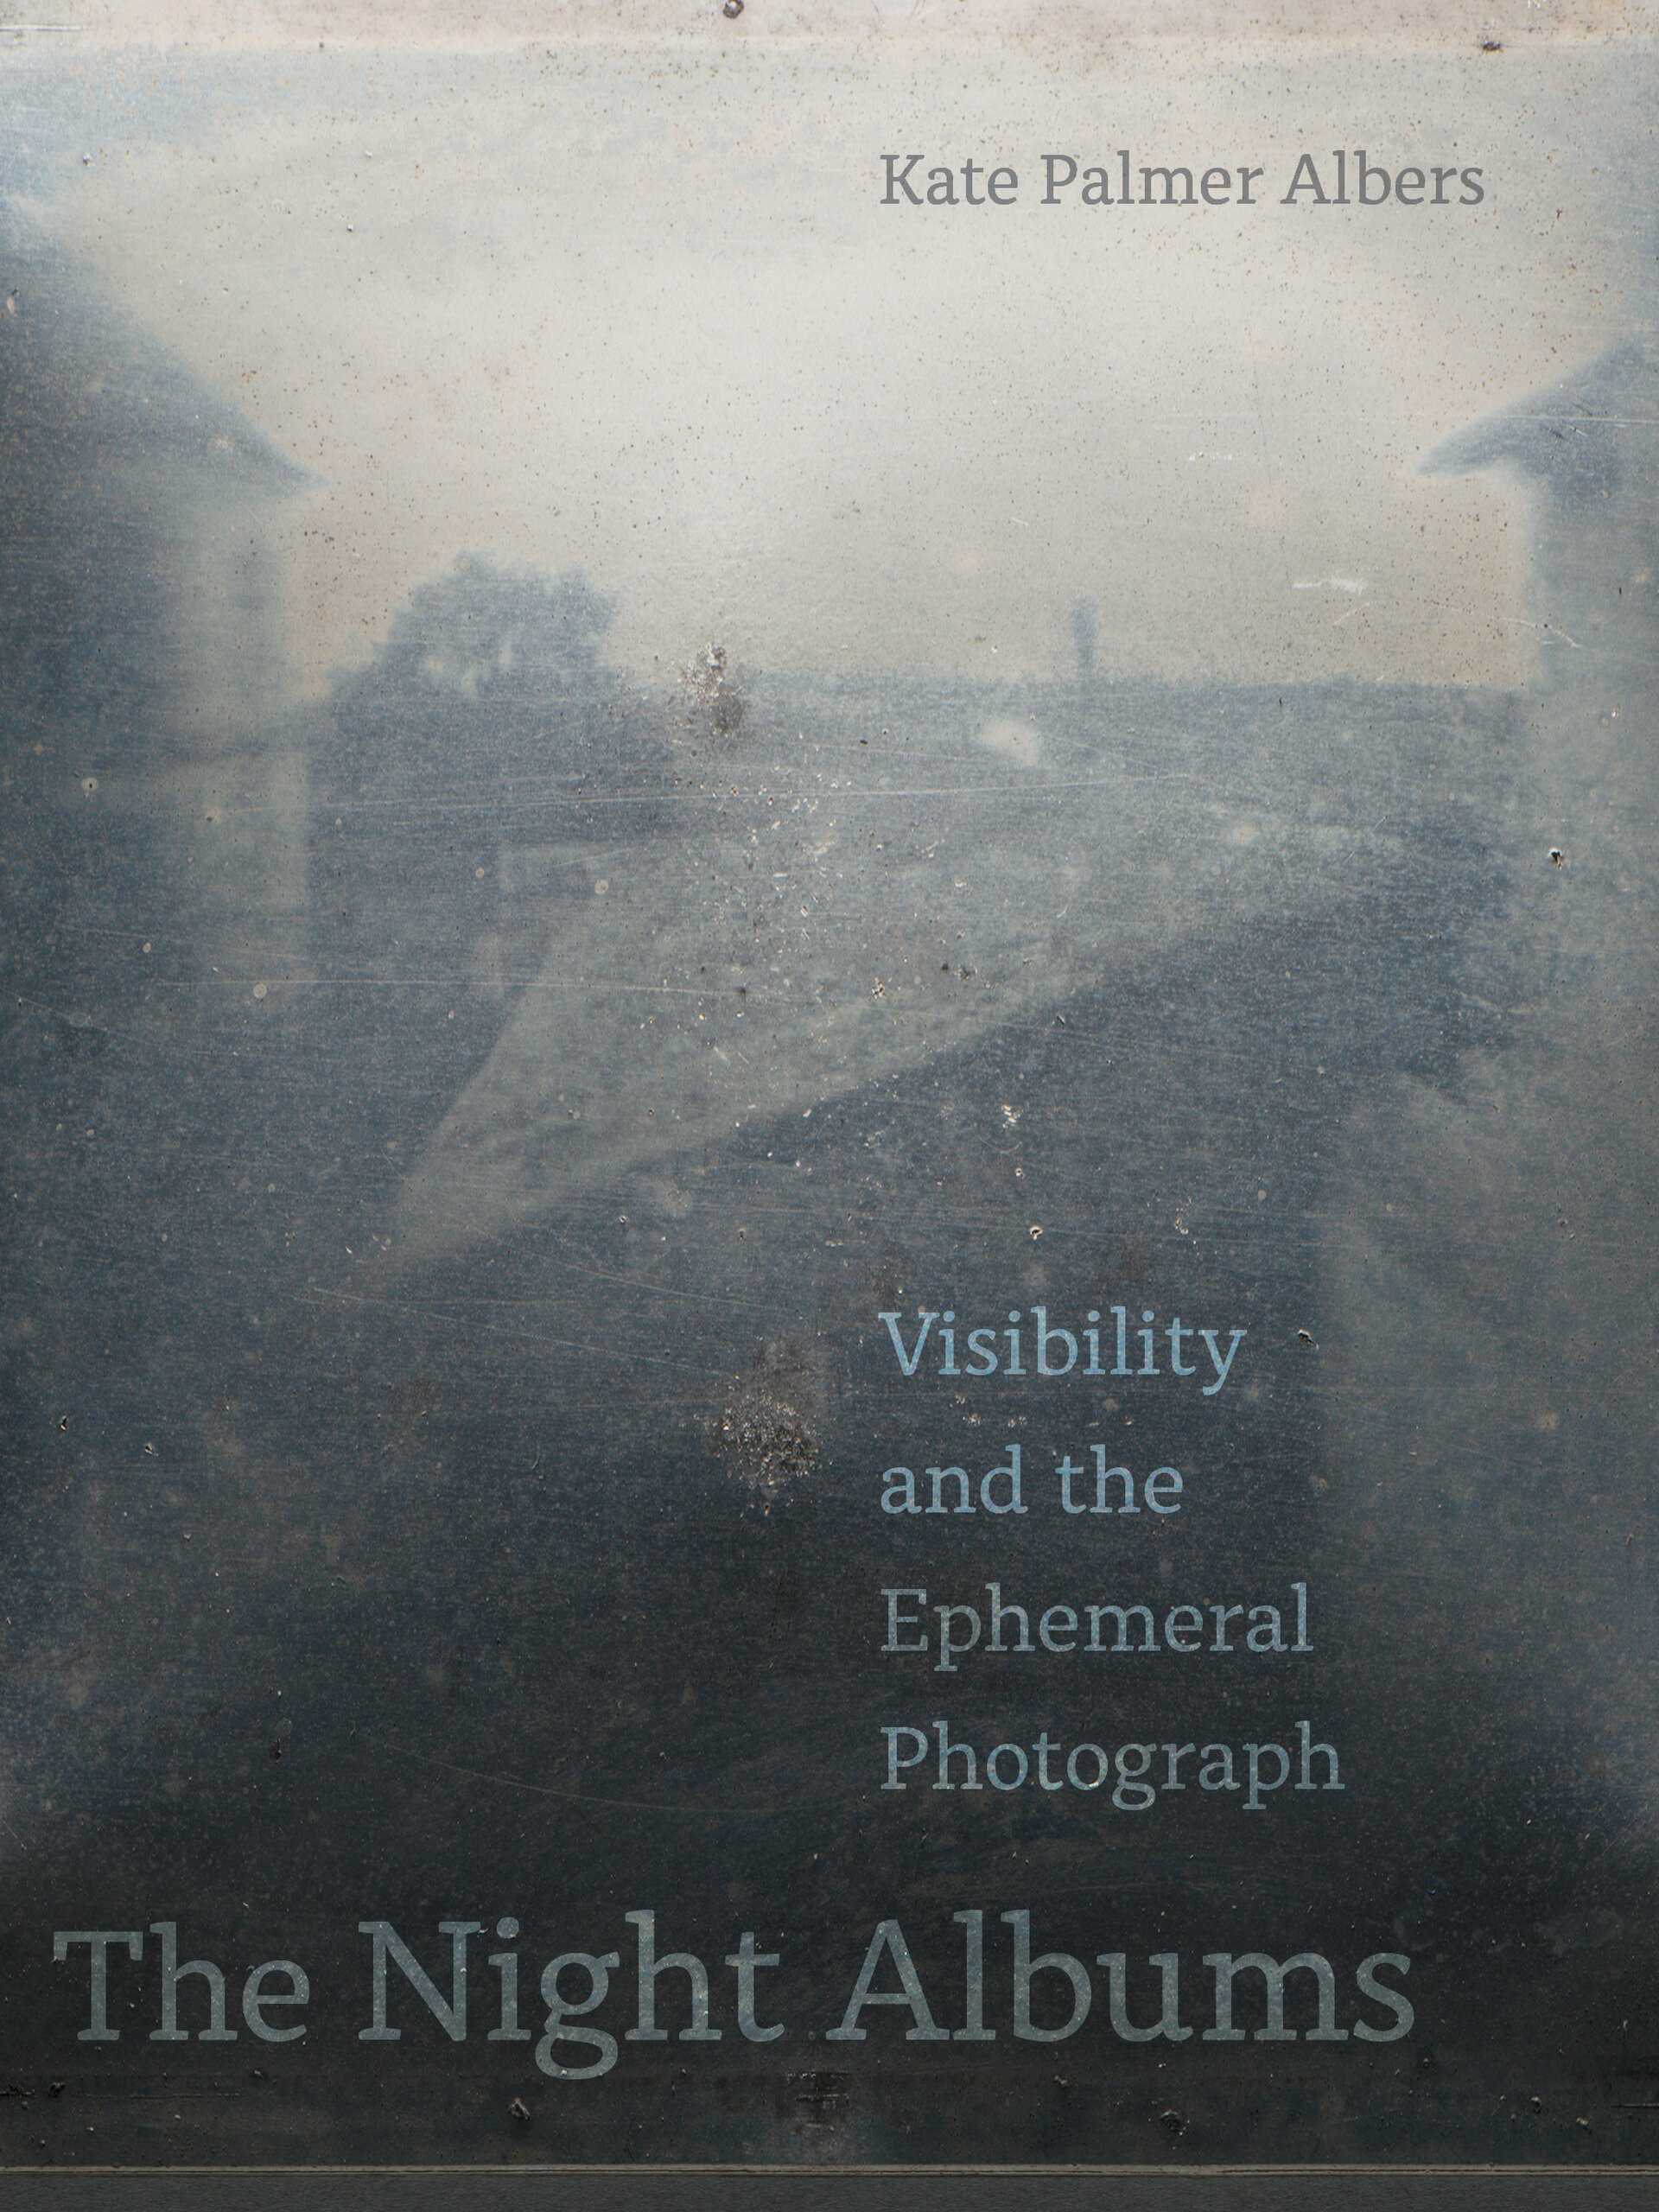 Kate Palmer Albers
Visibility
and the
Ephemeral
Photograph
The Night Albums